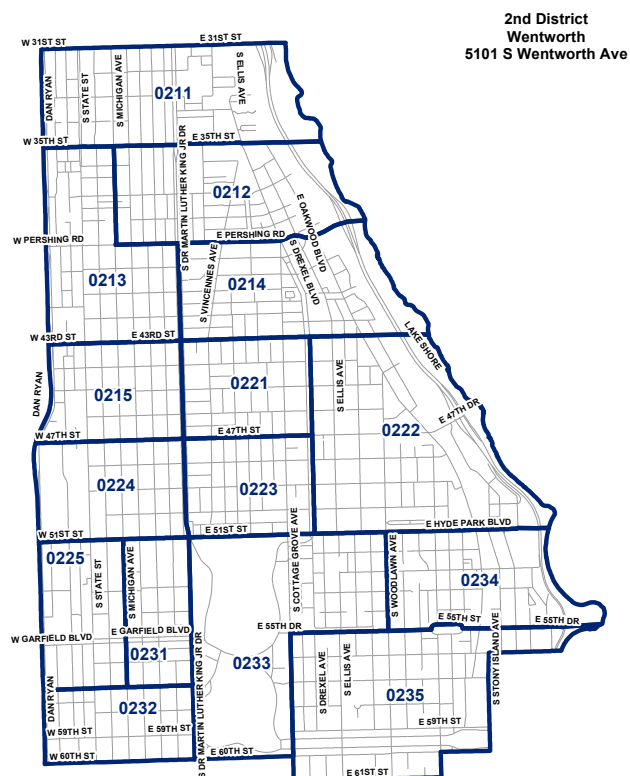 2nd District
Wentworth
5101 S Wentworth Ave
W 31ST ST
E 31ST ST
DAN RYAN
S STATE ST
S MICHIGAN AVE
S ELLIS AVE
0211
W 35TH ST
E 35TH ST
S DR MARTIN LUTHER KING JR DR
0212
E OAKWOOD BLVD
W PERSHING RD
E PERSHING RD
S DREXEL BLVD
S VINCENNES AVE
0213
0214
W 43RD ST
E 43RD ST
LAKE SHORE
DAN RYAN
S ELLIS AVE
0215
0221
E 47TH DR
W 47TH ST
E 47TH ST
0222
0224
0223
S COTTAGE GROVE AVE
W 51ST ST
E 51ST ST
E HYDE PARK BLVD
0225
S STATE ST
S MICHIGAN AVE
S WOODLAWN AVE
0234
W GARFIELD BLVD
E GARFIELD BLVD
E 55TH DR
E 55TH ST
E 55TH DR
S STONY ISLAND AVE
0231
0233
S DR MARTIN LUTHER KING JR DR
S DREXEL AVE
S ELLIS AVE
DAN RYAN
0232
0235
W 59TH ST
E 59TH ST
E 59TH ST
W 60TH ST
E 60TH ST
E 61ST ST